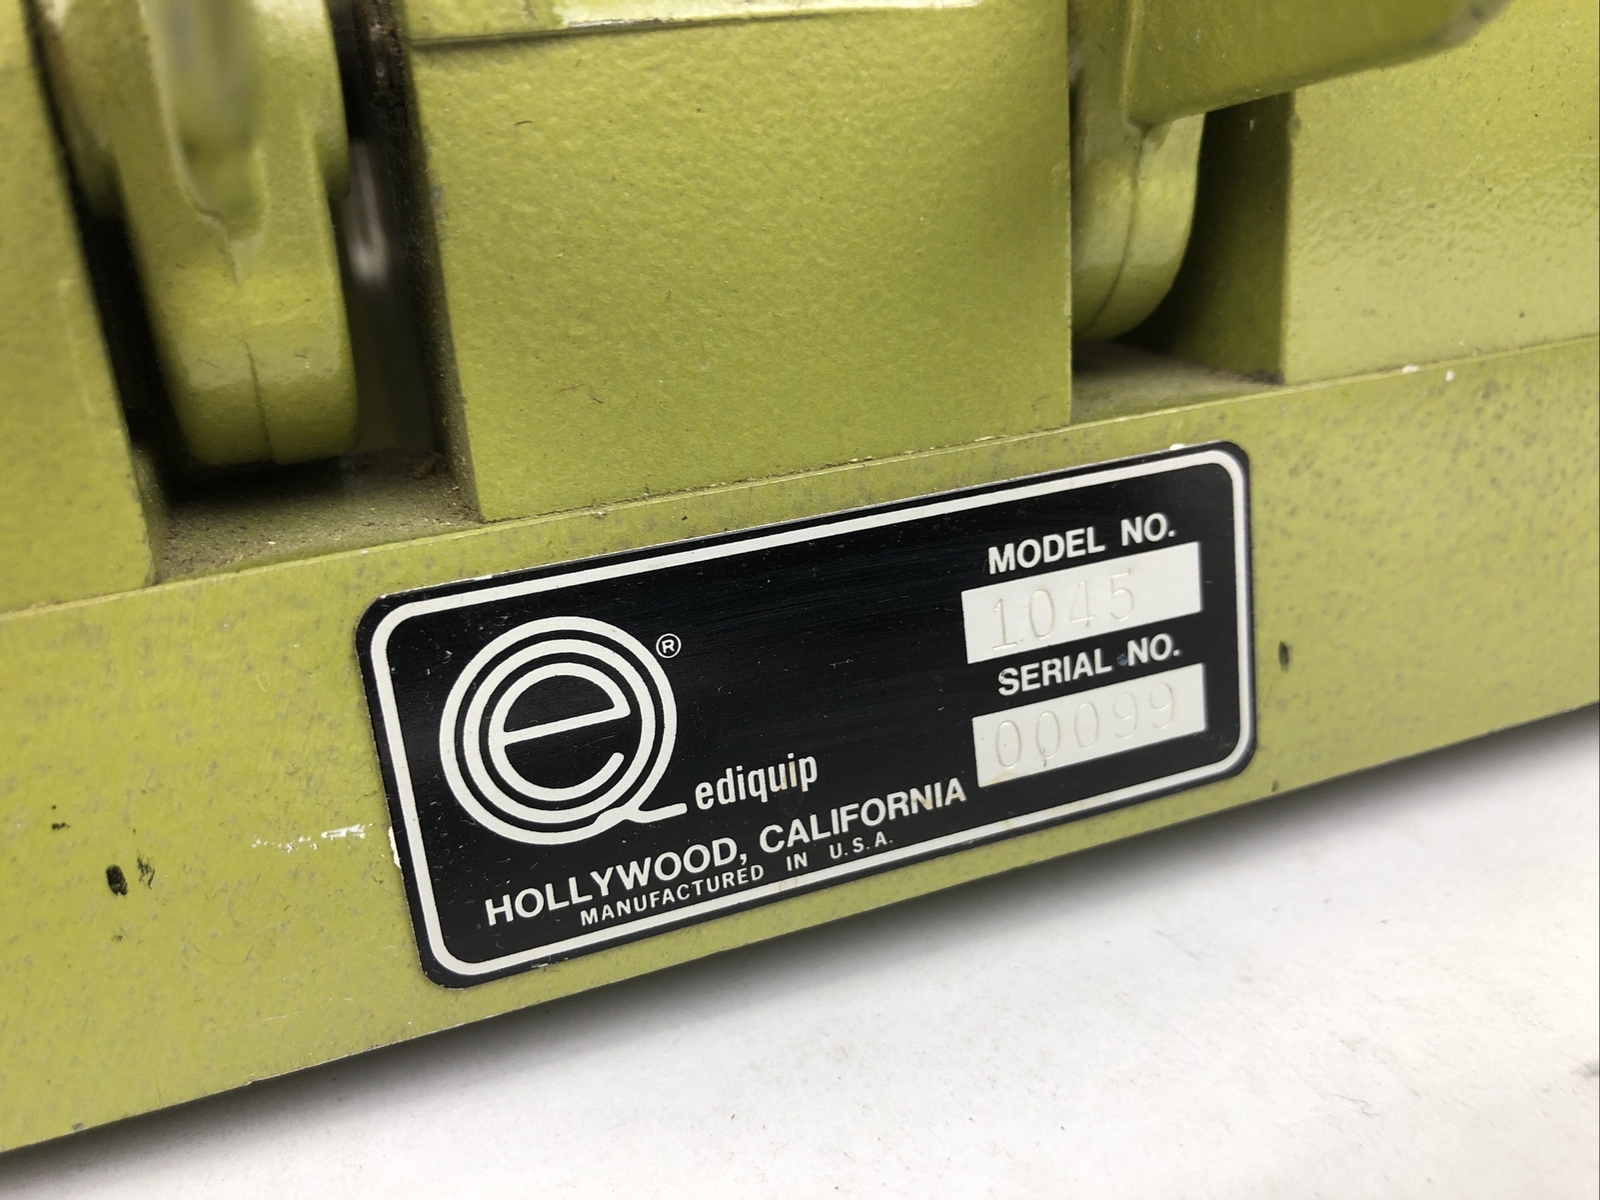 MODEL NO.
1045
SERIAL NO.
00099
e ®
ediquip
HOLLYWOOD, CALIFORNIA
MANUFACTURED IN U.S.A.